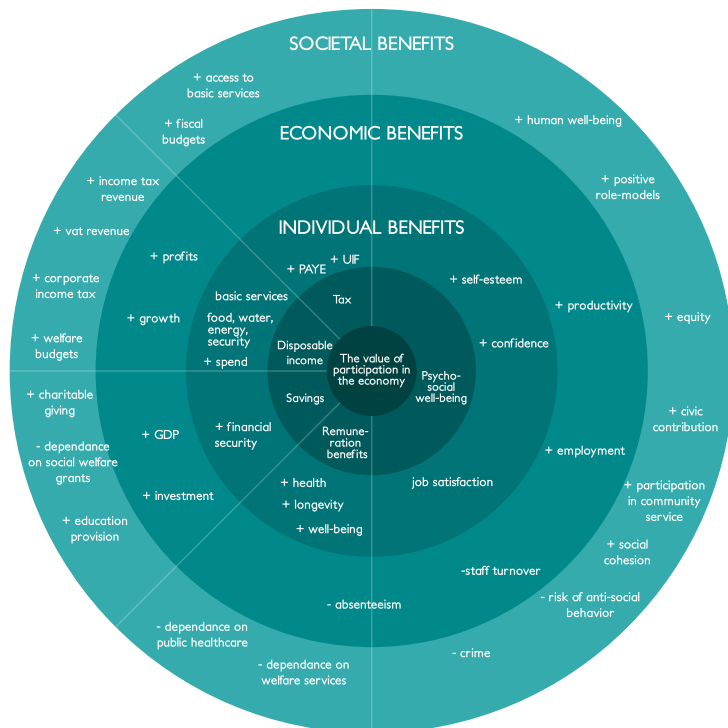 SOCIETAL BENEFITS
+ access to
basic services
+ fiscal
budgets
+ income tax
revenue
+ vat revenue
+ corporate
income tax
+ welfare
budgets
+ charitable
giving
- dependance
on social welfare
grants
+ education
provision
- dependance on
public healthcare
- dependance on
welfare services
+ human well-being
+ positive
role-models
+ equity
+ civic
contribution
+ participation
in community
service
+ social
cohesion
- risk of anti-social
behavior
- crime
ECONOMIC BENEFITS
+ profits
+ growth
+ GDP
+ investment
- absenteeism
+ productivity
+ employment
-staff turnover
INDIVIDUAL BENEFITS
+ UIF
+ PAYE
basic services
food, water,
energy,
security
+ spend
+ financial
security
+ health
+ longevity
+ well-being
+ self-esteem
+ confidence
job satisfaction
Tax
Disposable
income
Savings
Remune-
ration
benefits
Psycho-
social
well-being
The value of
participation in
the economy